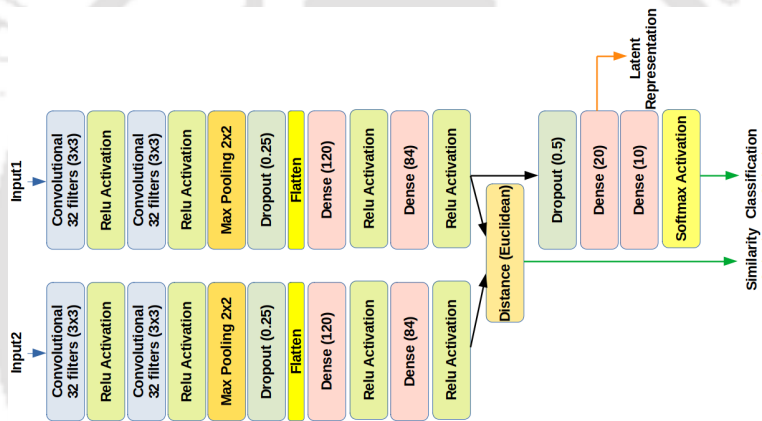 Input1
Convolutional
32 filters (3x3)
Relu Activation
Convolutional
32 filters (3x3)
Relu Activation
Max Pooling 2x2
Dropout (0.25)
Flatten
Dense (120)
Relu Activation
Dense (84)
Relu Activation
Dropout (0.5)
Dense (20)
Dense (10)
Softmax Activation
Latent
Representation
Classification
Input2
Convolutional
32 filters (3x3)
Relu Activation
Convolutional
32 filters (3x3)
Relu Activation
Max Pooling 2x2
Dropout (0.25)
Flatten
Dense (120)
Relu Activation
Dense (84)
Relu Activation
Distance (Euclidean)
Similarity